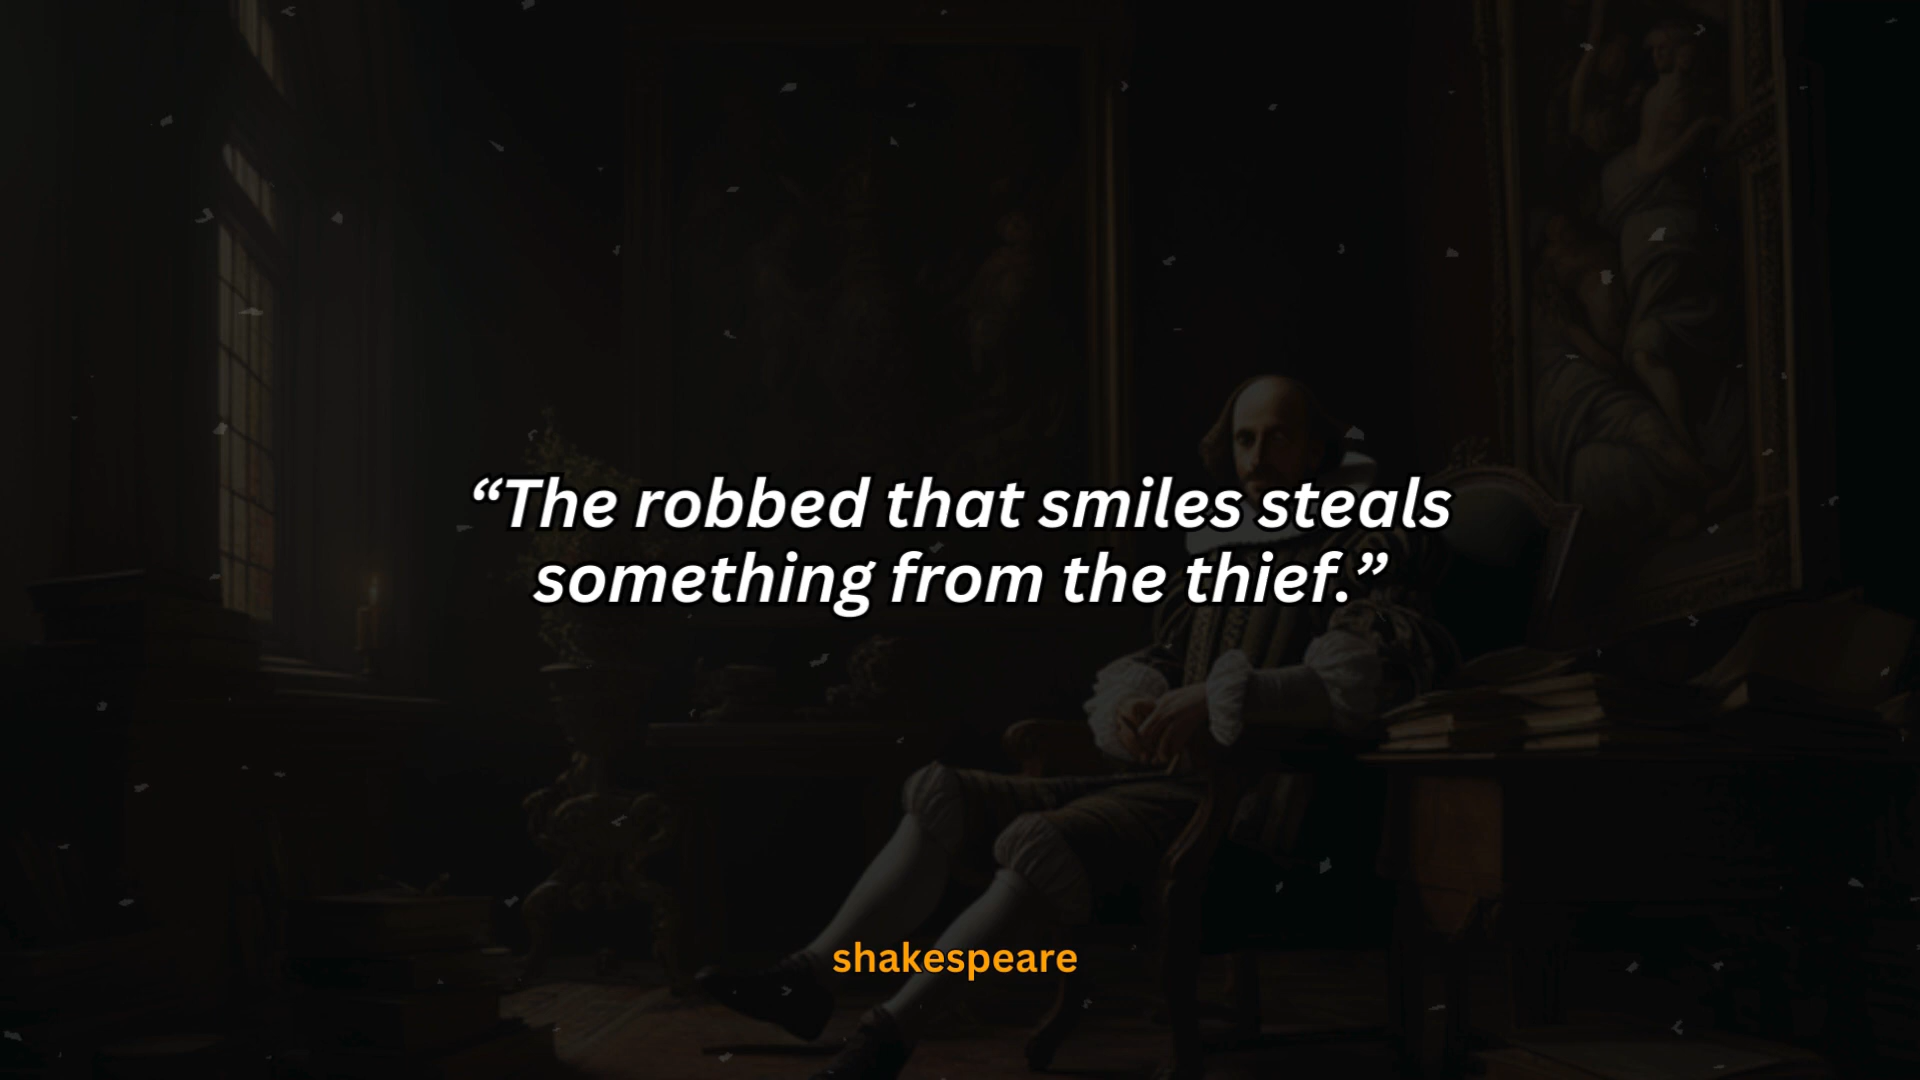 “The robbed that smiles steals
something from the thief.”
shakespeare